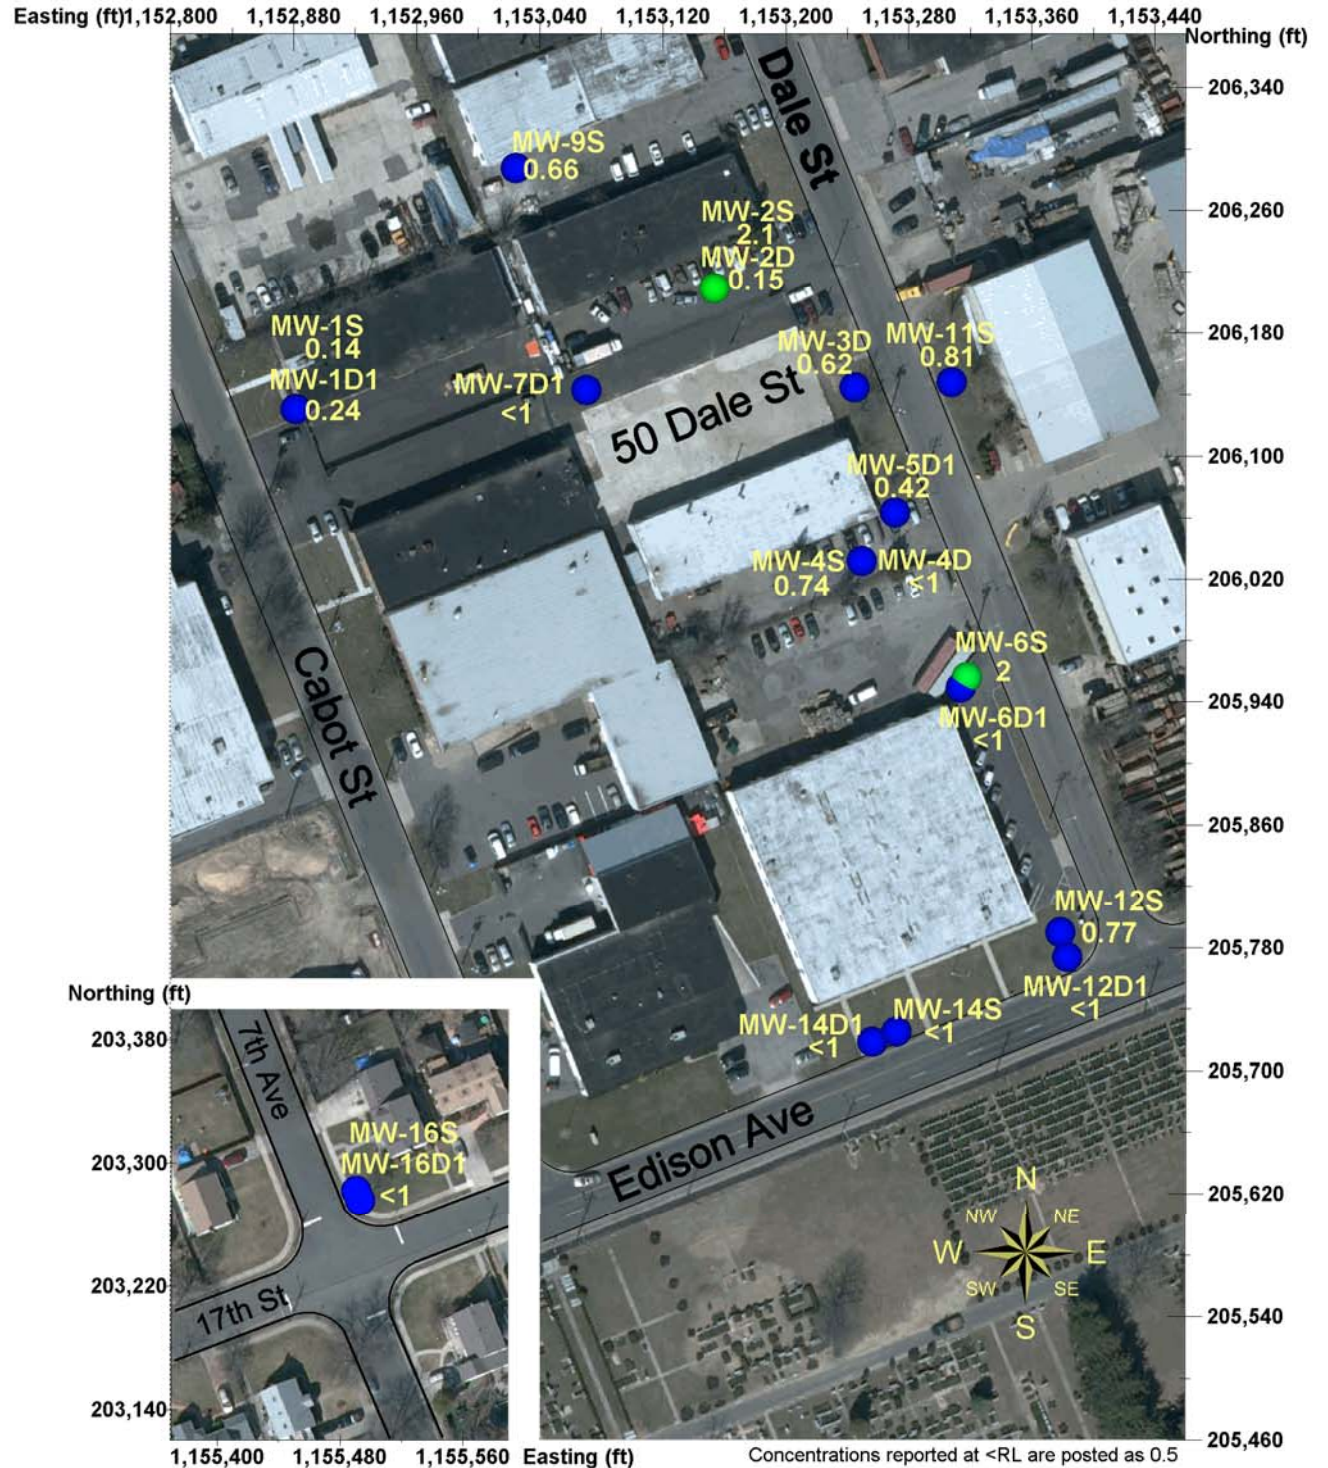 Easting (ft)
1,152,800
1,152,880
1,152,960
1,153,040
1,153,120
1,153,200
1,153,280
1,153,360
1,153,440
Northing (ft)
206,340
Dale St
MW-9S
0.66
206,260
MW-2S
2.1
MW-2D
0.15
206,180
MW-1S
0.14
MW-1D1
0.24
MW-7D1
<1
MW-3D
0.62
MW-11S
0.81
50 Dale St
206,100
MW-5D1
0.42
MW-4S
0.74
MW-4D
<1
206,020
MW-6S
2
205,940
MW-6D1
<1
Cabot St
205,860
MW-12S
0.77
205,780
MW-12D1
<1
MW-14D1
<1
MW-14S
<1
205,700
Edison Ave
205,620
N
NW
NE
W
E
SW
SE
S
205,540
205,460
Northing (ft)
203,380
7th Ave
MW-16S
MW-16D1
<1
203,300
203,220
17th St
203,140
1,155,400
1,155,480
1,155,560
Easting (ft)
Concentrations reported at <RL are posted as 0.5